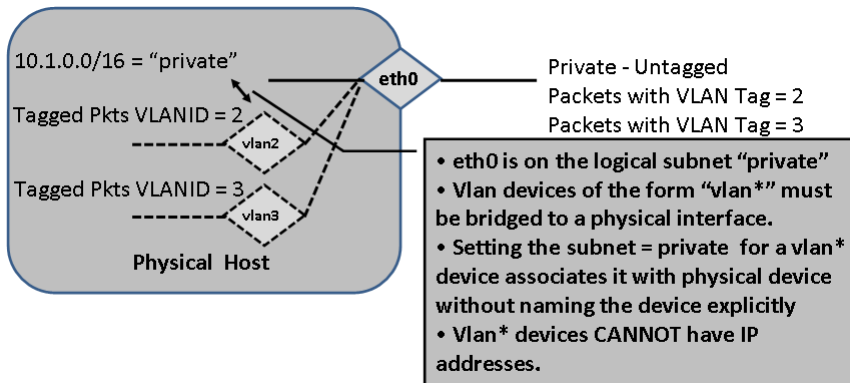 10.1.0.0/16 = “private”
eth0
Private - Untagged
Packets with VLAN Tag = 2
Packets with VLAN Tag = 3
Tagged Pkts VLANID = 2
vlan2
Tagged Pkts VLANID = 3
vlan3
Physical Host
• eth0 is on the logical subnet “private”
• Vlan devices of the form “vlan*” must
be bridged to a physical interface.
• Setting the subnet = private for a vlan*
device associates it with physical device
without naming the device explicitly
• Vlan* devices CANNOT have IP
addresses.